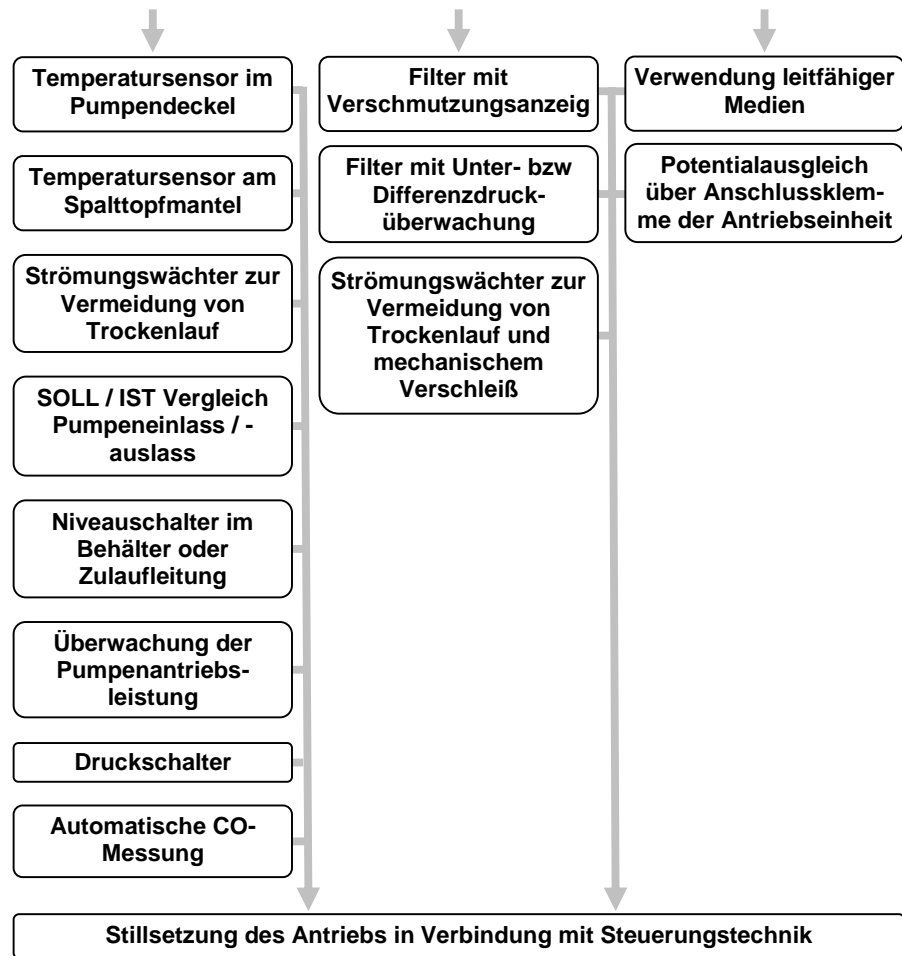 Temperatursensor im
Pumpendeckel
Temperatursensor am
Spalttopfmantel
Strömungswächter zur
Vermeidung von
Trockenlauf
SOLL / IST Vergleich
Pumpeneinlass / -
auslass
Niveauschalter im
Behälter oder
Zulaufleitung
Überwachung der
Pumpenantriebs-
leistung
Druckschalter
Automatische CO-
Messung
Filter mit
Verschmutzungsanzeig
Filter mit Unter- bzw
Differenzdruck-
überwachung
Strömungswächter zur
Vermeidung von
Trockenlauf und
mechanischem
Verschleiß
Verwendung leitfähiger
Medien
Potentialausgleich
über Anschlussklem-
me der Antriebseinheit
Stillsetzung des Antriebs in Verbindung mit Steuerungstechnik